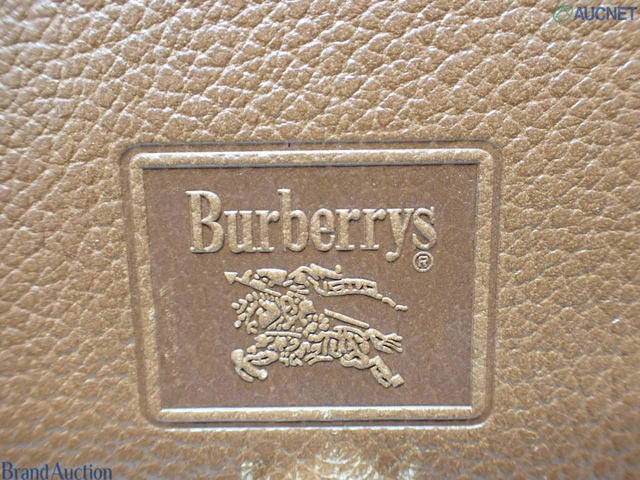 AUCNET
Burberrys
®
Brand Auction